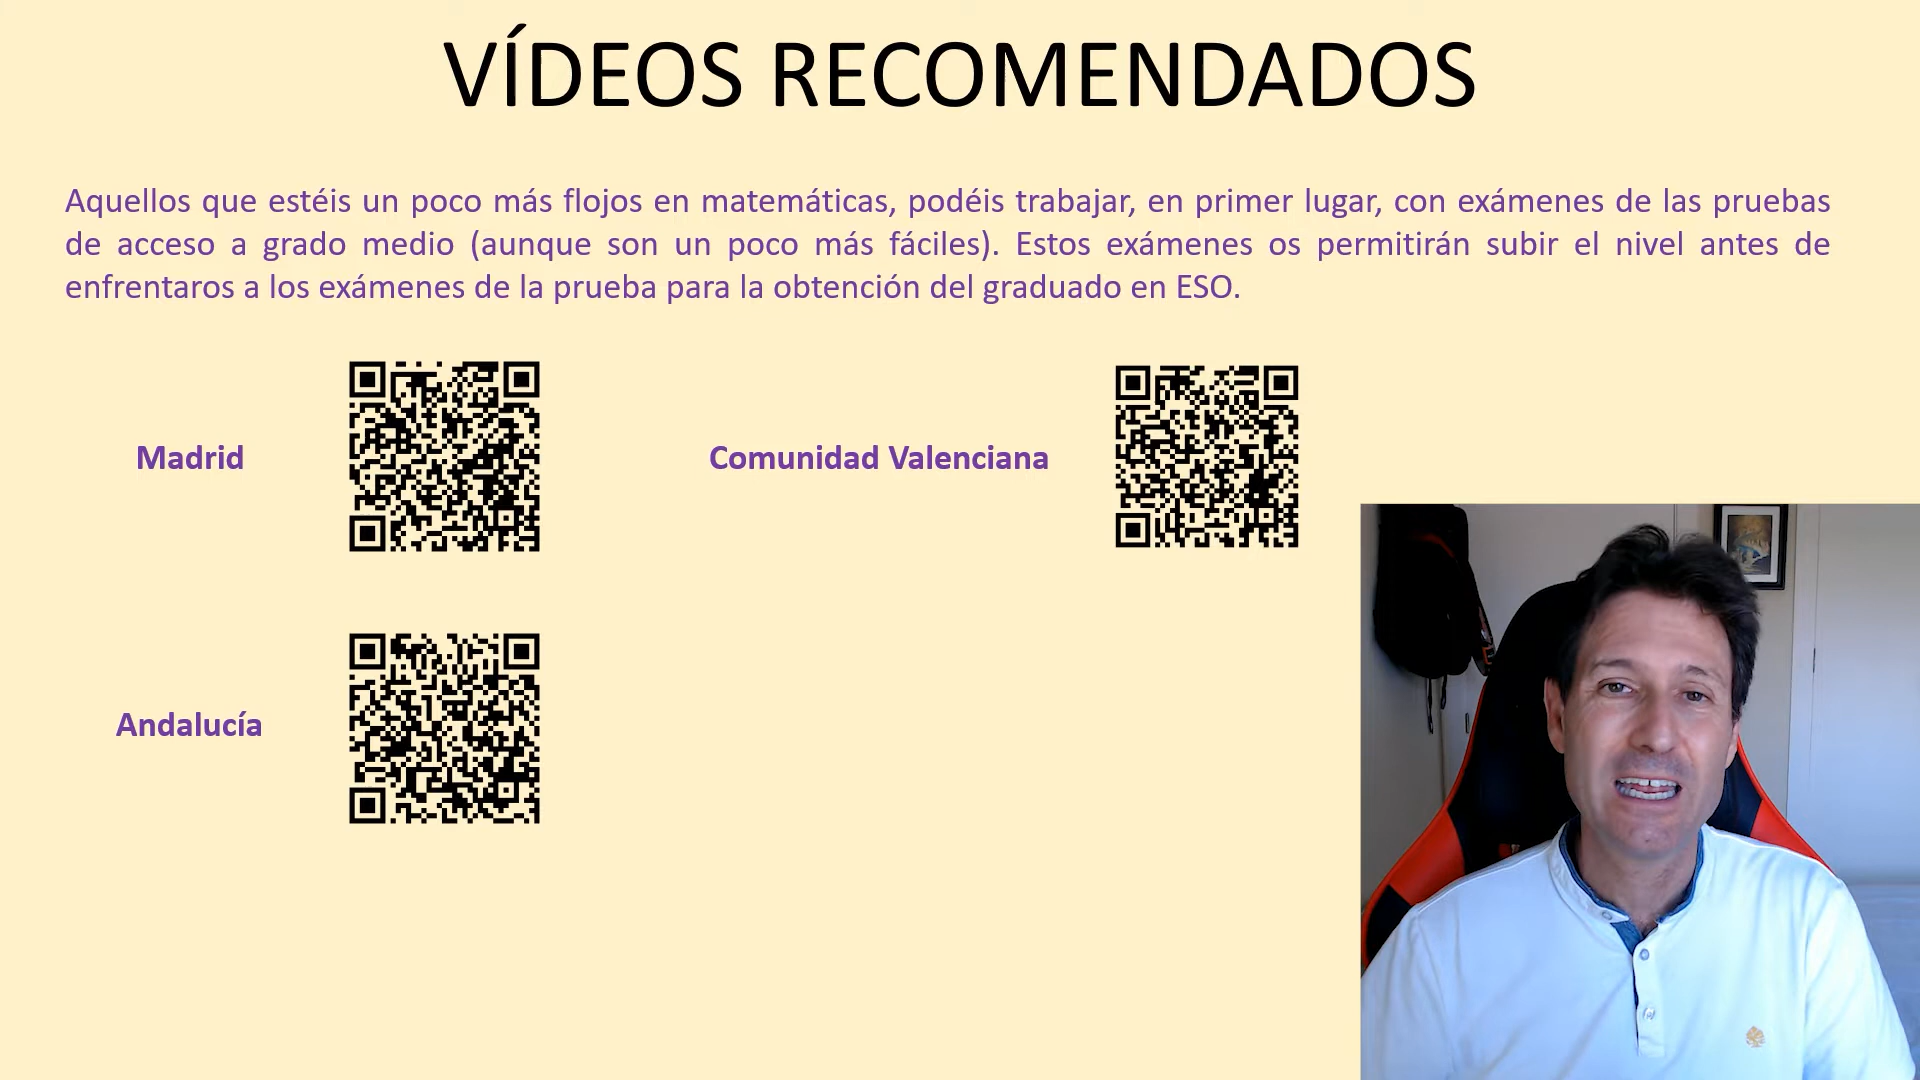 VÍDEOS RECOMENDADOS
Aquellos que estéis un poco más flojos en matemáticas, podéis trabajar, en primer lugar, con exámenes de las pruebas
de acceso a grado medio (aunque son un poco más fáciles). Estos exámenes os permitirán subir el nivel antes de
enfrentaros a los exámenes de la prueba para la obtención del graduado en ESO.
Madrid
Comunidad Valenciana
Andalucía